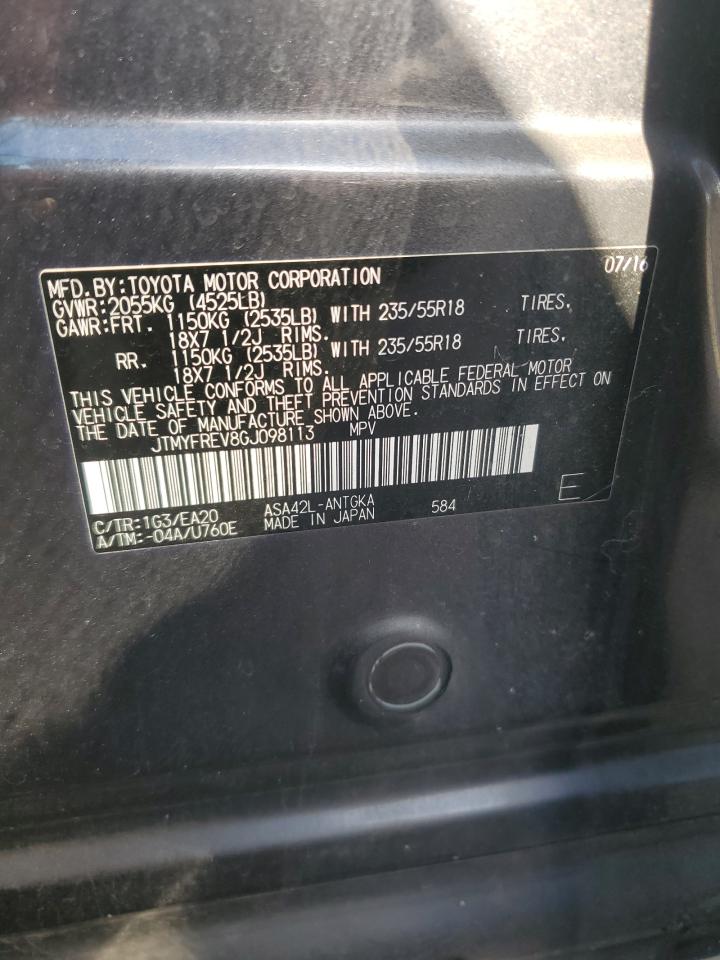 07/16
MFD.BY:TOYOTA MOTOR CORPORATION
GVWR:2055KG (4525LB)
GAWR:FRT. 1150KG (2535LB) WITH 235/55R18 TIRES,
18X7 1/2J RIMS.
RR. 1150KG (2535LB) WITH 235/55R18 TIRES,
18X7 1/2J RIMS.
THIS VEHICLE CONFORMS TO ALL APPLICABLE FEDERAL MOTOR
VEHICLE SAFETY AND THEFT PREVENTION STANDARDS IN EFFECT ON
THE DATE OF MANUFACTURE SHOWN ABOVE.
JTMYFREV8GJ098113 MPV
C/TR:1G3/EA20 ASA42L-ANTGKA 584 E
A/TM:-04A/U760E MADE IN JAPAN